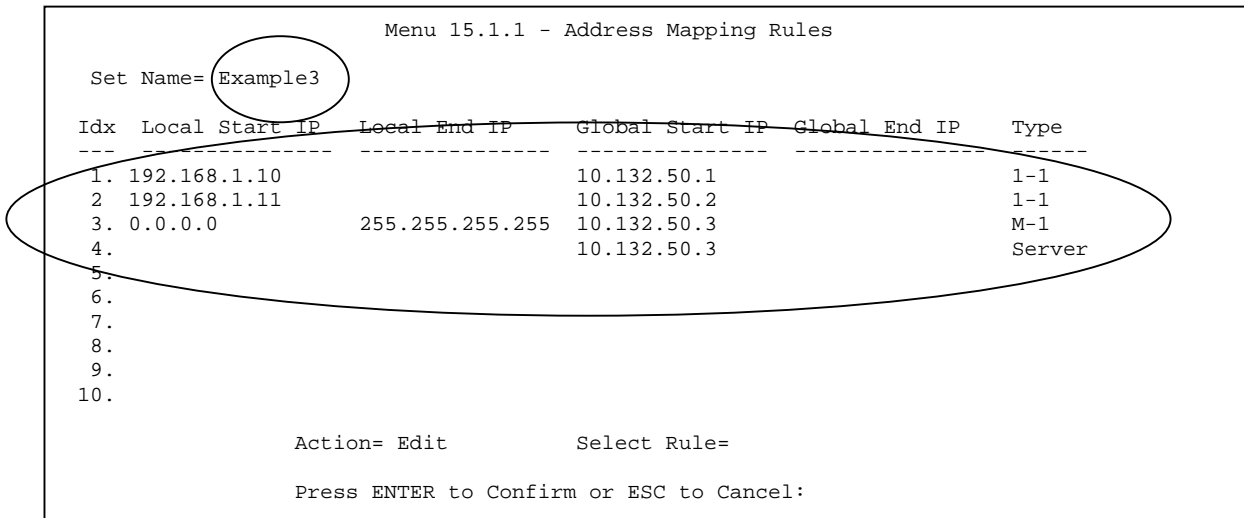 Menu 15.1.1 - Address Mapping Rules
Set Name= Example3
Idx  Local Start IP  Local End IP    Global Start IP  Global End IP   Type
---  --------------  --------------- ---------------  --------------- ------
1. 192.168.1.10                      10.132.50.1                      1-1
2  192.168.1.11                      10.132.50.2                      1-1
3. 0.0.0.0           255.255.255.255 10.132.50.3                      M-1
4.                                   10.132.50.3                      Server
5.
6.
7.
8.
9.
10.
Action= Edit          Select Rule=
Press ENTER to Confirm or ESC to Cancel: